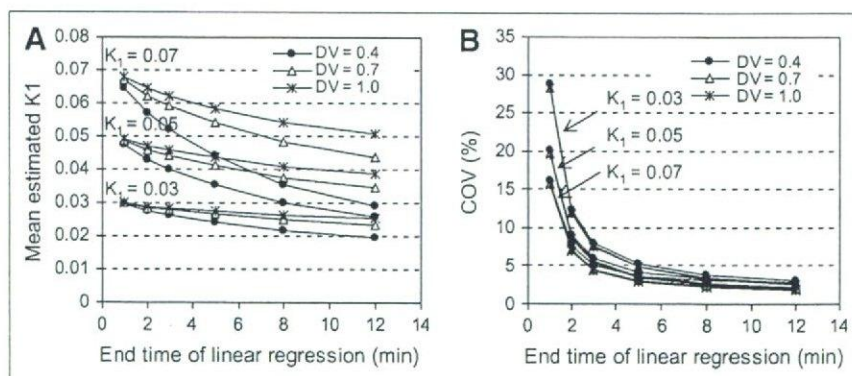 A
Mean estimated K1
0.08
0.07
0.06
0.05
0.04
0.03
0.02
0.01
0
K₁ = 0.07
K₁ = 0.05
K₁ = 0.03
DV = 0.4
DV = 0.7
DV = 1.0
0 2 4 6 8 10 12 14
End time of linear regression (min)
B
COV (%)
35
30
25
20
15
10
5
0
DV = 0.4
DV = 0.7
DV = 1.0
K₁ = 0.03
K₁ = 0.05
K₁ = 0.07
0 2 4 6 8 10 12 14
End time of linear regression (min)